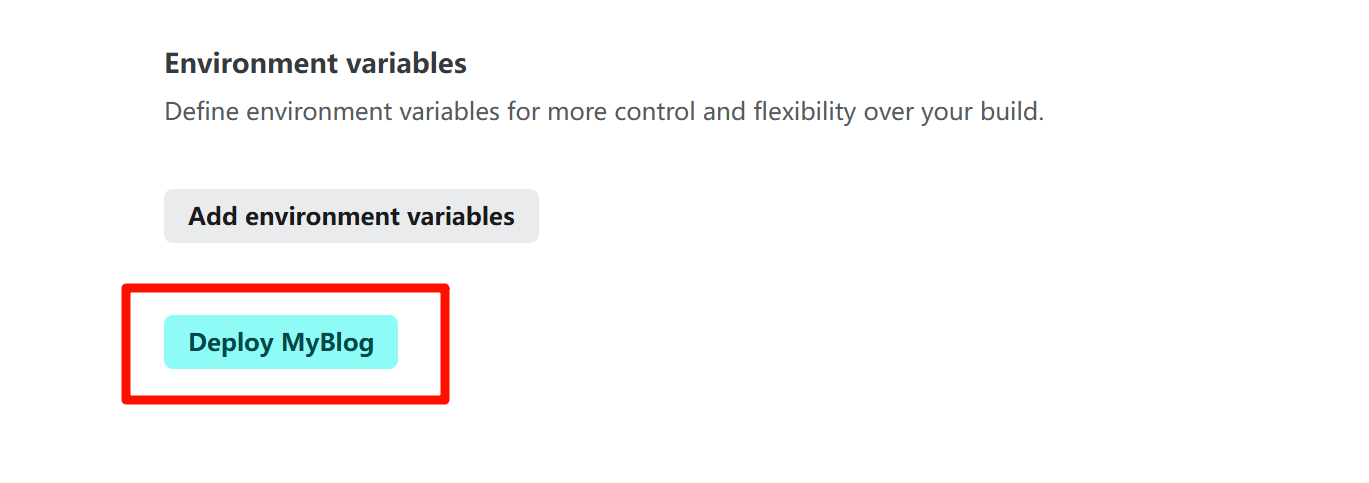 Environment variables
Define environment variables for more control and flexibility over your build.
Add environment variables
Deploy MyBlog